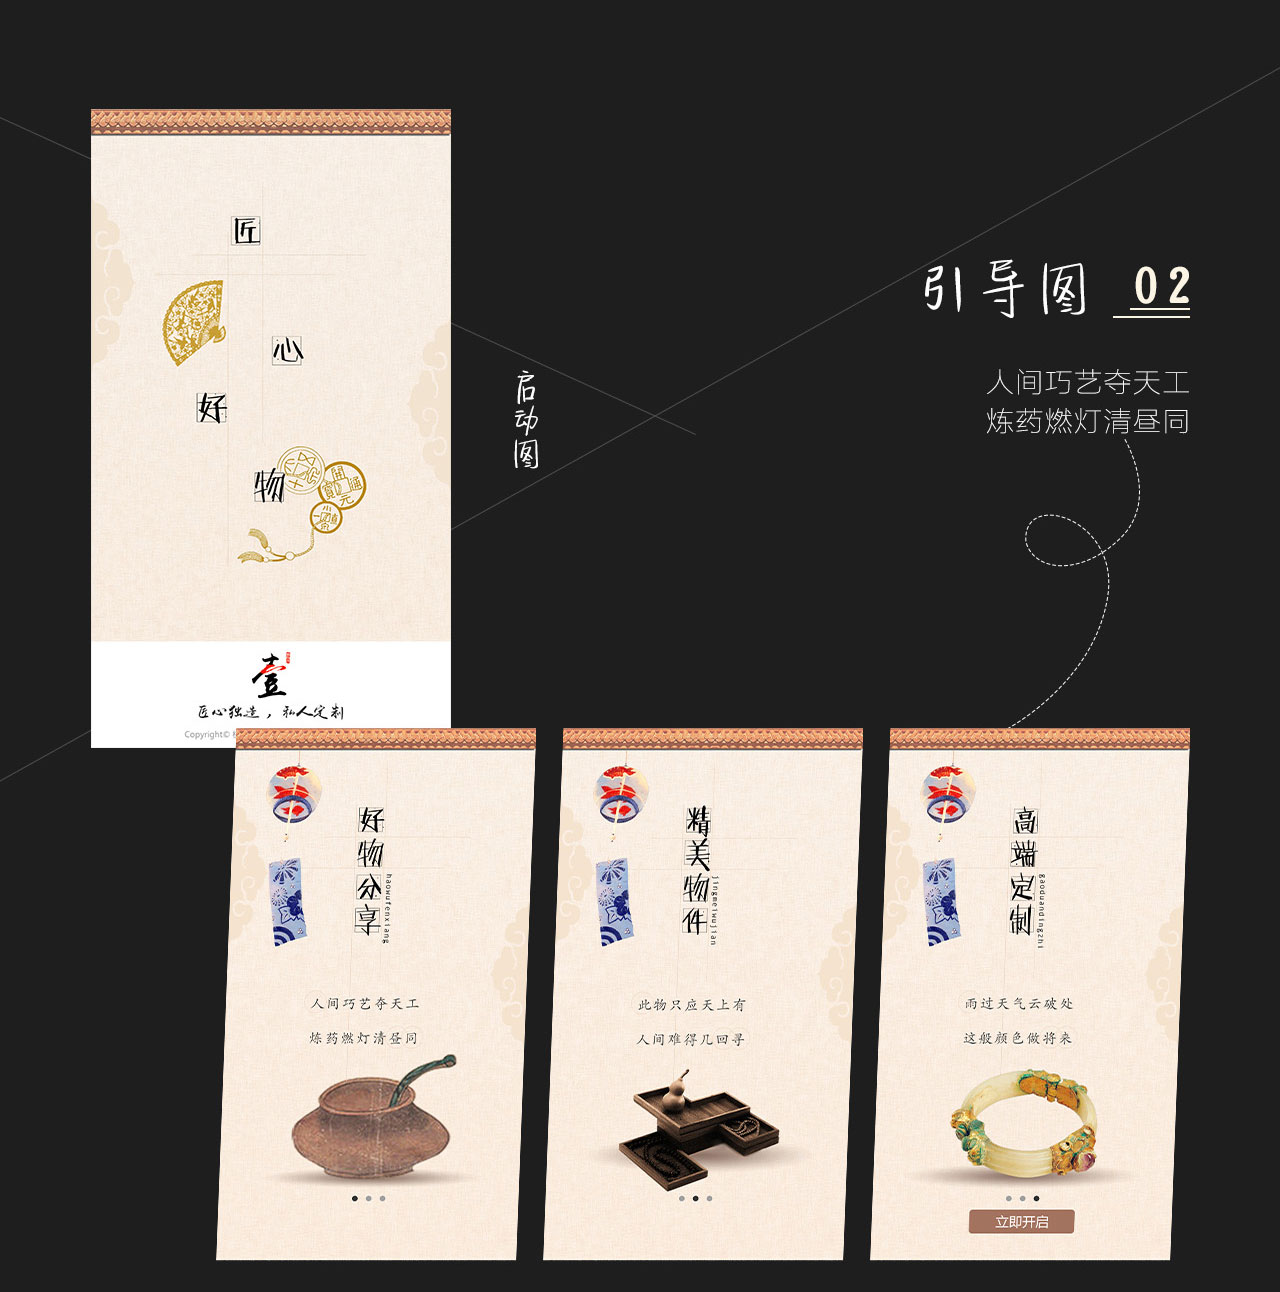 匠
心
好
物
壹
匠心独造，私人定制
Copyright©
启动图
引导图 02
人间巧艺夺天工
炼药燃灯清昼同
好物分享
haowufenxiang
人间巧艺夺天工
炼药燃灯清昼同
精美物件
jingmeiwujian
此物只应天上有
人间难得几回寻
高端定制
gaoduandingzhi
雨过天气云破处
这般颜色做将来
立即开启